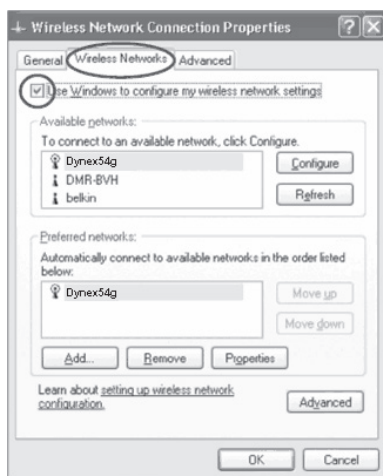 Wireless Network Connection Properties
General Wireless Networks Advanced
Use Windows to configure my wireless network settings
Available networks:
To connect to an available network, click Configure.
Dynex54g
Configure
DMR-BVH
belkin
Refresh
Preferred networks:
Automatically connect to available networks in the order listed
below:
Dynex54g
Move up
Move down
Add... Remove Properties
Learn about setting up wireless network
configuration.
Advanced
OK Cancel